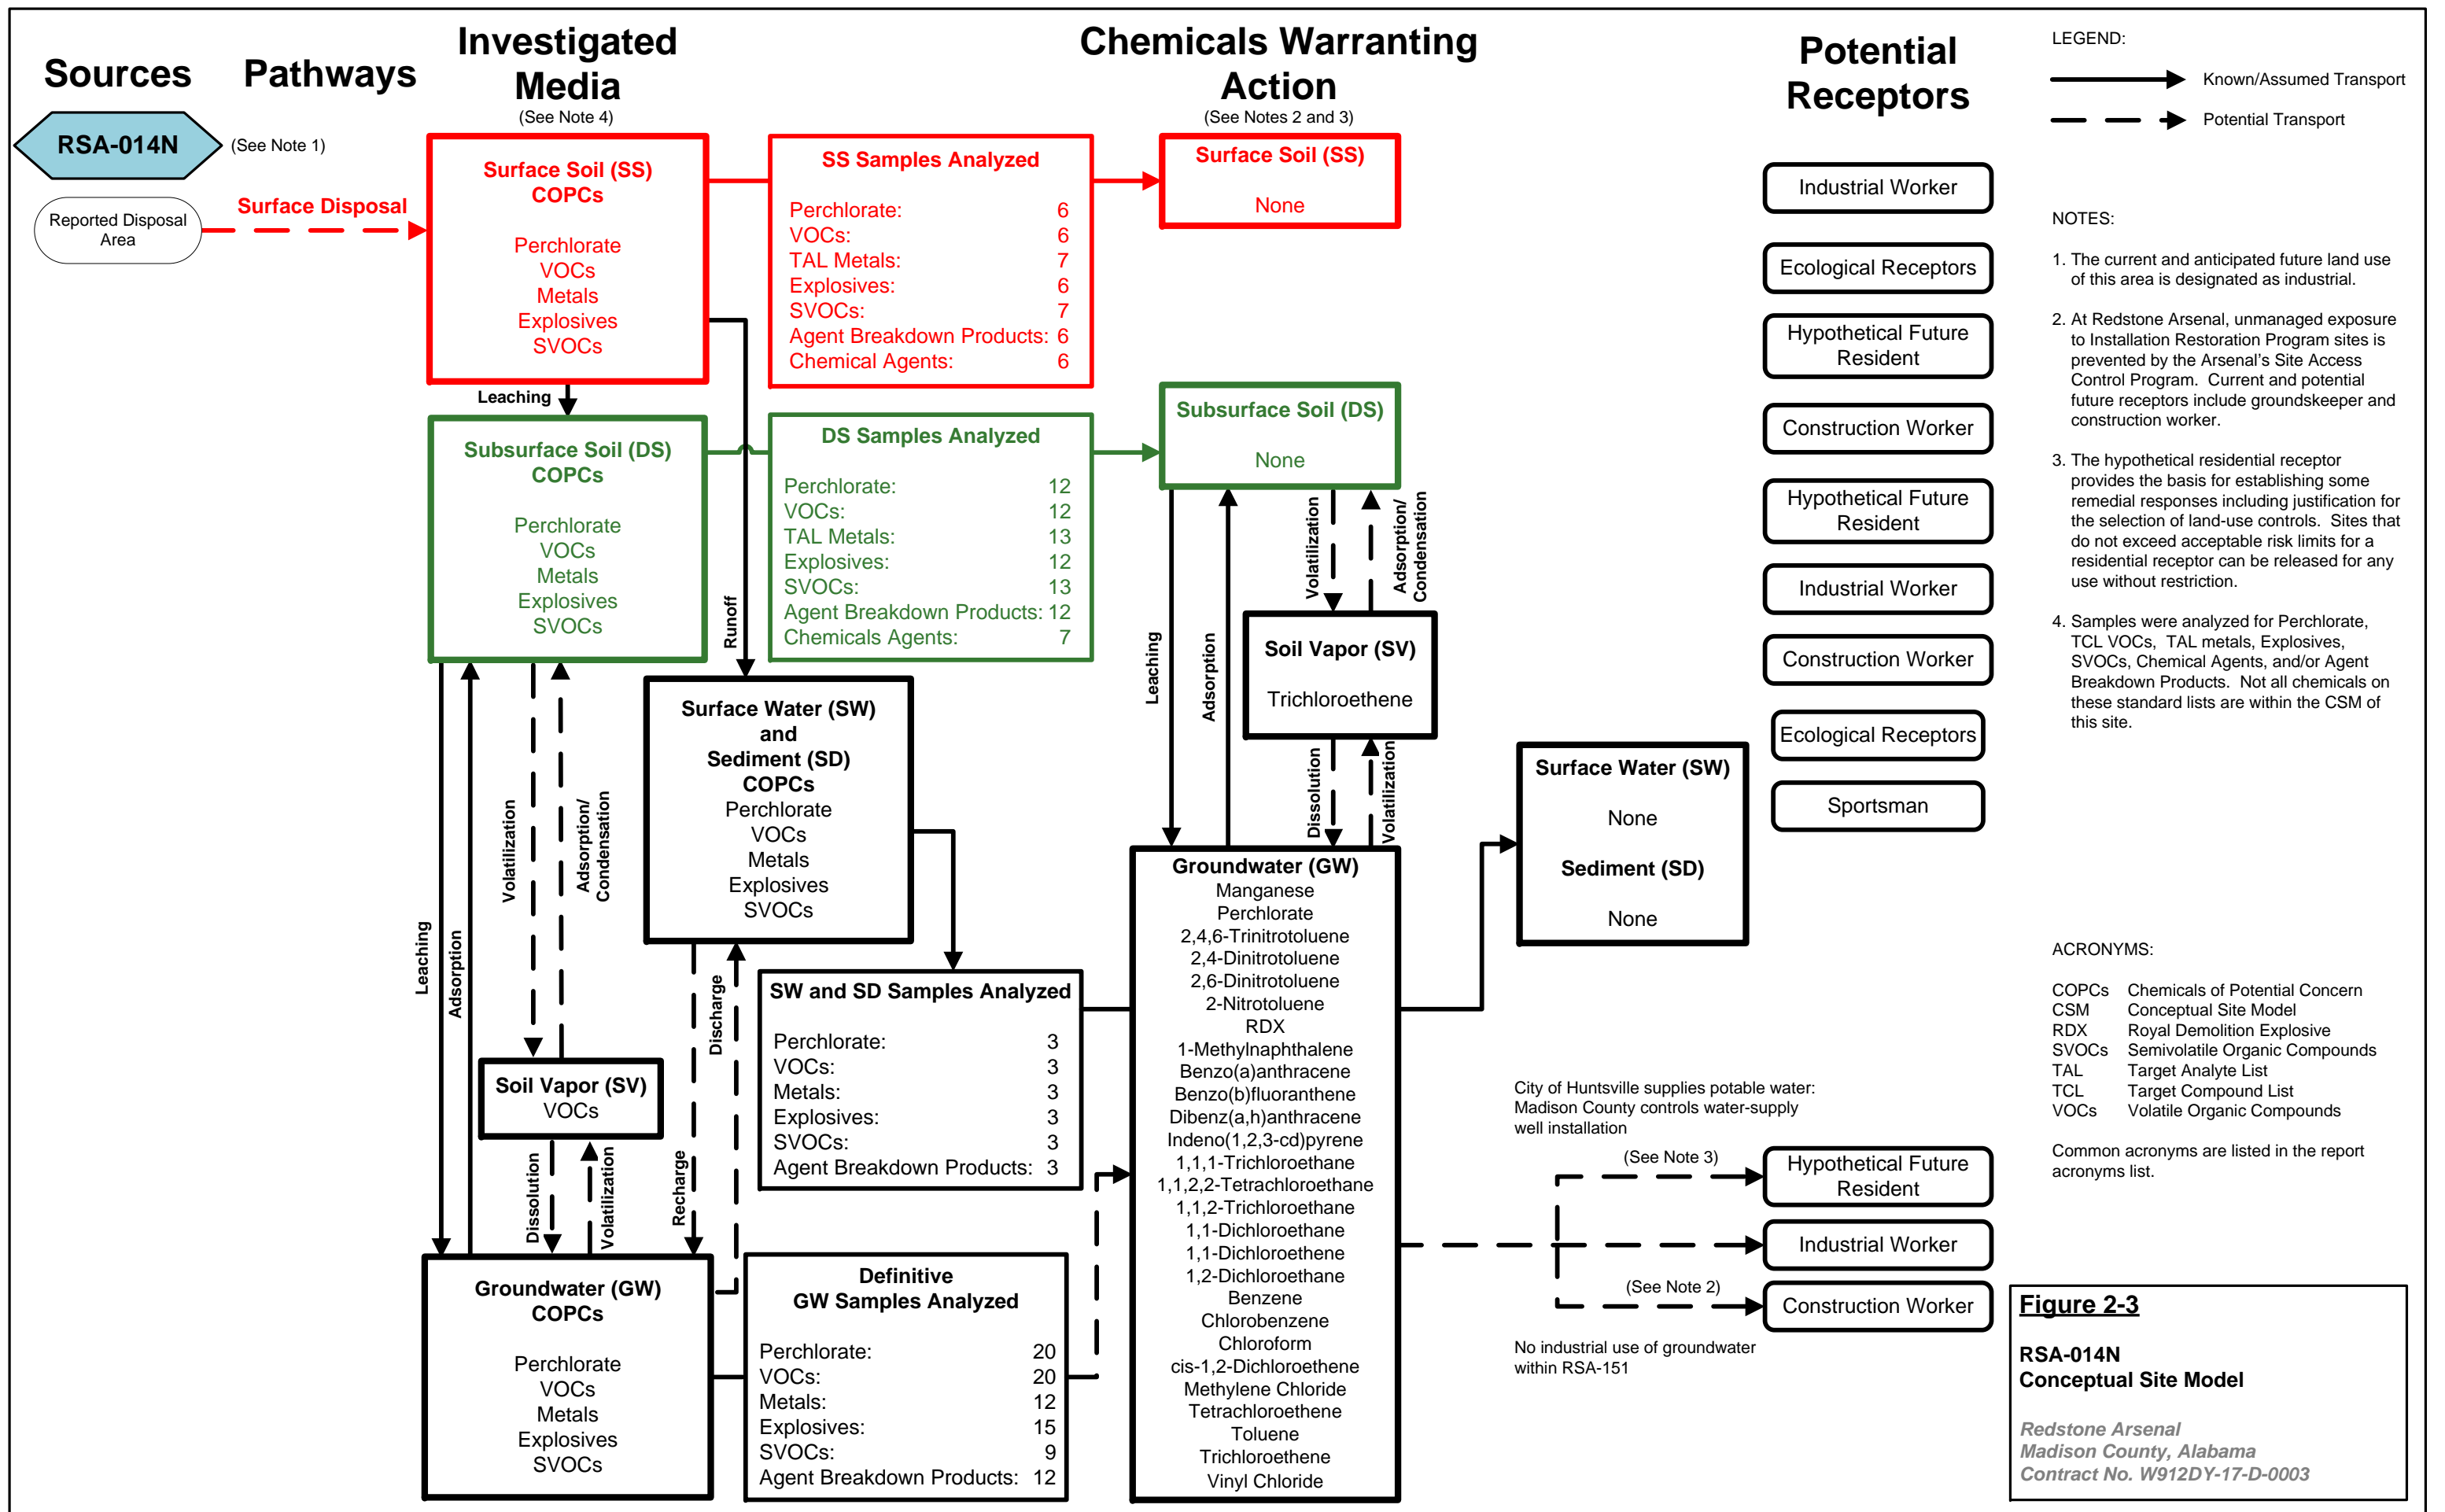 Sources
Pathways
Investigated
Media
(See Note 4)
Chemicals Warranting
Action
(See Notes 2 and 3)
Potential
Receptors
RSA-014N
(See Note 1)
Reported Disposal
Area
Surface Disposal
Surface Soil (SS)
COPCs
Perchlorate
VOCs
Metals
Explosives
SVOCs
SS Samples Analyzed
Perchlorate: 6
VOCs: 6
TAL Metals: 7
Explosives: 6
SVOCs: 7
Agent Breakdown Products: 6
Chemical Agents: 6
Surface Soil (SS)
None
Leaching
Runoff
Subsurface Soil (DS)
COPCs
Perchlorate
VOCs
Metals
Explosives
SVOCs
DS Samples Analyzed
Perchlorate: 12
VOCs: 12
TAL Metals: 13
Explosives: 12
SVOCs: 13
Agent Breakdown Products: 12
Chemicals Agents: 7
Subsurface Soil (DS)
None
Leaching
Adsorption
Volatilization
Adsorption/
Condensation
Soil Vapor (SV)
Trichloroethene
Dissolution
Volatilization
Leaching
Adsorption
Volatilization
Adsorption/
Condensation
Surface Water (SW)
and
Sediment (SD)
COPCs
Perchlorate
VOCs
Metals
Explosives
SVOCs
Recharge
Discharge
SW and SD Samples Analyzed
Perchlorate: 3
VOCs: 3
Metals: 3
Explosives: 3
SVOCs: 3
Agent Breakdown Products: 3
Soil Vapor (SV)
VOCs
Dissolution
Volatilization
Groundwater (GW)
COPCs
Perchlorate
VOCs
Metals
Explosives
SVOCs
Definitive
GW Samples Analyzed
Perchlorate: 20
VOCs: 20
Metals: 12
Explosives: 15
SVOCs: 9
Agent Breakdown Products: 12
Groundwater (GW)
Manganese
Perchlorate
2,4,6-Trinitrotoluene
2,4-Dinitrotoluene
2,6-Dinitrotoluene
2-Nitrotoluene
RDX
1-Methylnaphthalene
Benzo(a)anthracene
Benzo(b)fluoranthene
Dibenz(a,h)anthracene
Indeno(1,2,3-cd)pyrene
1,1,1-Trichloroethane
1,1,2,2-Tetrachloroethane
1,1,2-Trichloroethane
1,1-Dichloroethane
1,1-Dichloroethene
1,2-Dichloroethane
Benzene
Chlorobenzene
Chloroform
cis-1,2-Dichloroethene
Methylene Chloride
Tetrachloroethene
Toluene
Trichloroethene
Vinyl Chloride
Surface Water (SW)
None
Sediment (SD)
None
Industrial Worker
Ecological Receptors
Hypothetical Future
Resident
Construction Worker
Hypothetical Future
Resident
Industrial Worker
Construction Worker
Ecological Receptors
Sportsman
City of Huntsville supplies potable water:
Madison County controls water-supply
well installation
(See Note 3)
Hypothetical Future
Resident
Industrial Worker
(See Note 2)
Construction Worker
No industrial use of groundwater
within RSA-151
LEGEND:
Known/Assumed Transport
Potential Transport
NOTES:
1. The current and anticipated future land use
of this area is designated as industrial.
2. At Redstone Arsenal, unmanaged exposure
to Installation Restoration Program sites is
prevented by the Arsenal's Site Access
Control Program. Current and potential
future receptors include groundskeeper and
construction worker.
3. The hypothetical residential receptor
provides the basis for establishing some
remedial responses including justification for
the selection of land-use controls. Sites that
do not exceed acceptable risk limits for a
residential receptor can be released for any
use without restriction.
4. Samples were analyzed for Perchlorate,
TCL VOCs, TAL metals, Explosives,
SVOCs, Chemical Agents, and/or Agent
Breakdown Products. Not all chemicals on
these standard lists are within the CSM of
this site.
ACRONYMS:
COPCs Chemicals of Potential Concern
CSM Conceptual Site Model
RDX Royal Demolition Explosive
SVOCs Semivolatile Organic Compounds
TAL Target Analyte List
TCL Target Compound List
VOCs Volatile Organic Compounds
Common acronyms are listed in the report
acronyms list.
Figure 2-3
RSA-014N
Conceptual Site Model
Redstone Arsenal
Madison County, Alabama
Contract No. W912DY-17-D-0003